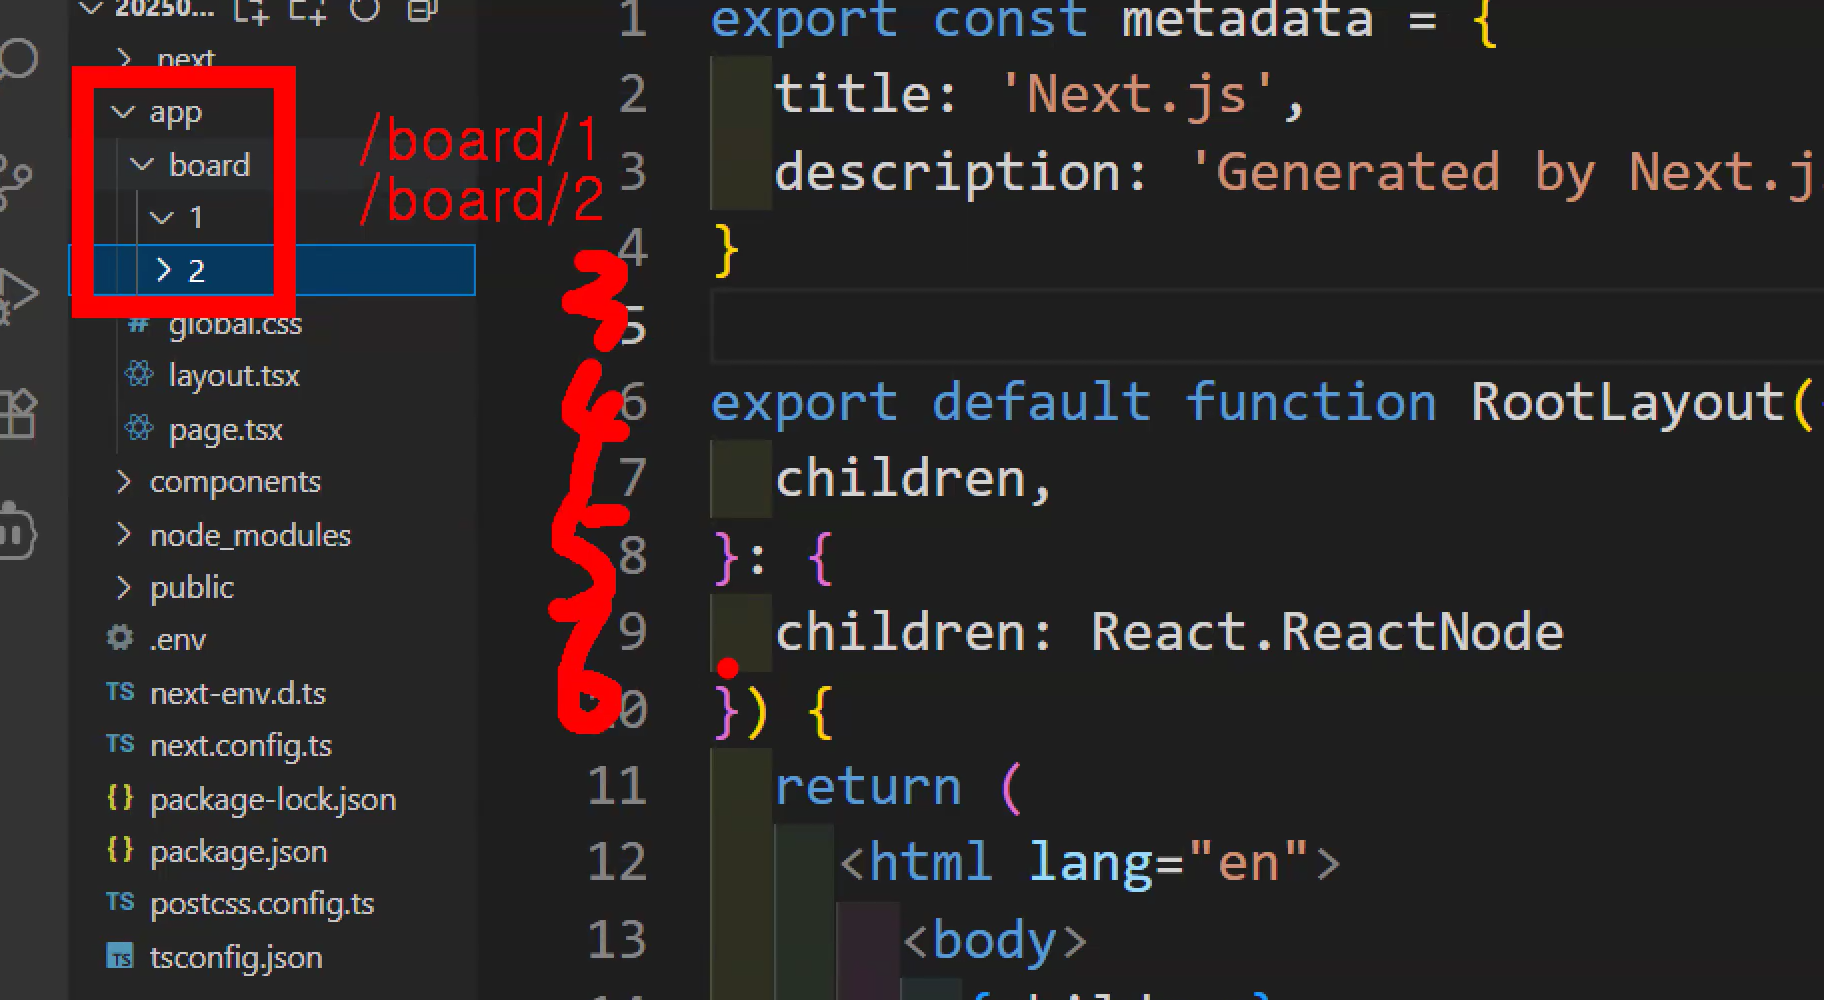 20250...
.next
app
board
1
2
global.css
layout.tsx
page.tsx
components
node_modules
public
.env
TS next-env.d.ts
TS next.config.ts
{} package-lock.json
{} package.json
TS postcss.config.ts
TS tsconfig.json
/board/1
/board/2
3
4
5
6
1 export const metadata = {
2 title: 'Next.js',
3 description: 'Generated by Next.j
4 }
5
6 export default function RootLayout(
7 children,
8 }: {
9 children: React.ReactNode
10 }) {
11 return (
12 <html lang="en">
13 <body>